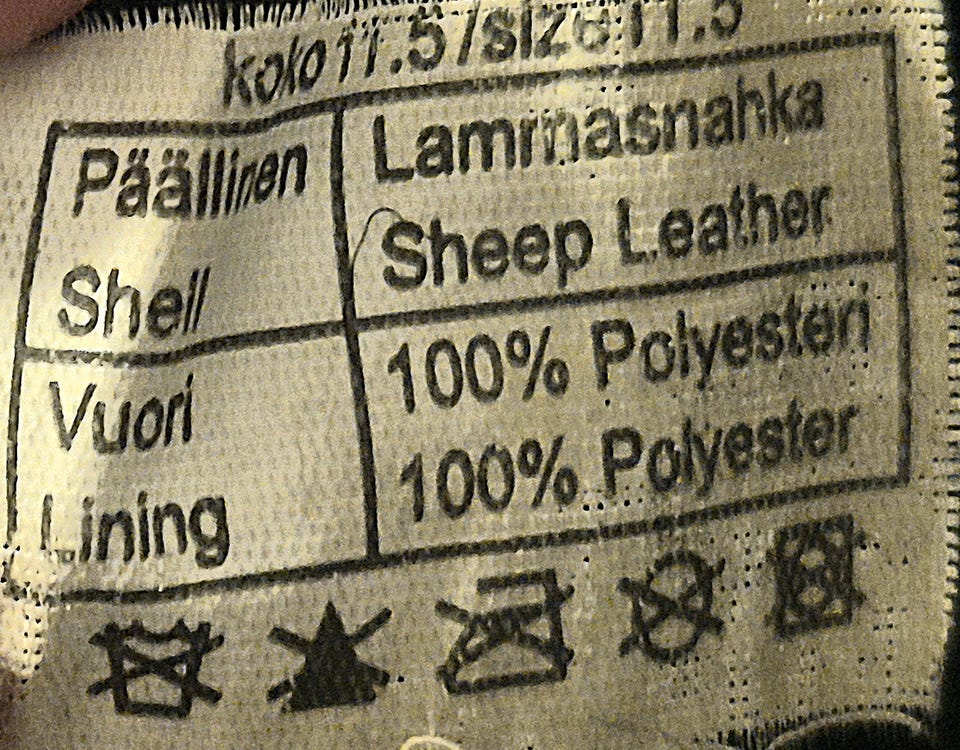 koko 11.5 / size 11.5
Päällinen
Shell
Lammasnahka
Sheep Leather
Vuori
Lining
100% Polyesteri
100% Polyester